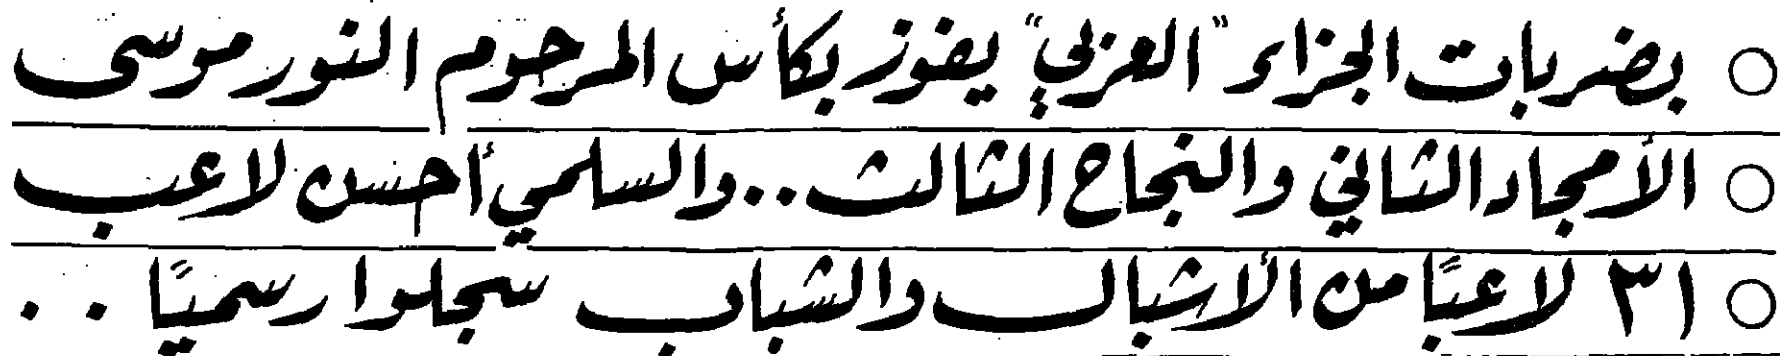 ○ بضربات الجزاء "العربي" يفوز بكأس المرحوم النور موسى
○ الأمجاد الثاني والنجاح الثالث .. والسلمي أحسن لاعب
○ ٣١ لاعبًا من الأشبال والشباب سجلوا رسميًا ..